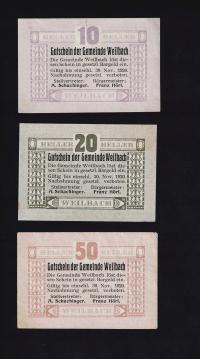 10
HELLER HELLER
Gutschein der Gemeinde Weilbach
Die Gemeinde Weilbach löst die-
sen Schein in gesetzl. Bargeld ein.
Giltig bis einschl. 30. Nov. 1920.
Nachahmung gesetzl. verboten.
Stellvertreter: Bürgermeister:
A. Schachinger. Franz Hörl.
WEILBACH
20
HELLER HELLER
Gutschein der Gemeinde Weilbach
Die Gemeinde Weilbach löst die-
sen Schein in gesetzl. Bargeld ein.
Giltig bis einschl. 30. Nov. 1920.
Nachahmung gesetzl. verboten.
Stellvertreter: Bürgermeister:
A. Schachinger. Franz Hörl.
WEILBACH
50
HELLER HELLER
Gutschein der Gemeinde Weilbach
Die Gemeinde Weilbach löst die-
sen Schein in gesetzl. Bargeld ein.
Giltig bis einschl. 30. Nov. 1920.
Nachahmung gesetzl. verboten.
Stellvertreter: Bürgermeister:
A. Schachinger. Franz Hörl.
WEILBACH